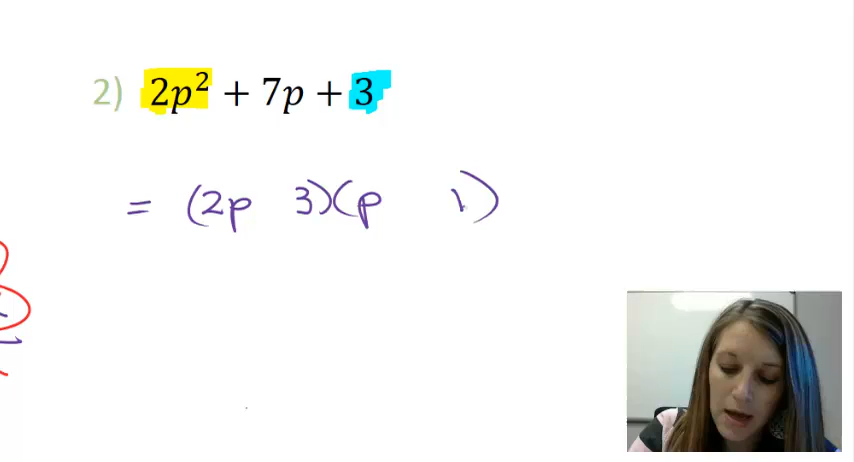 2) 2p² + 7p + 3
= (2p 3)(p 1)